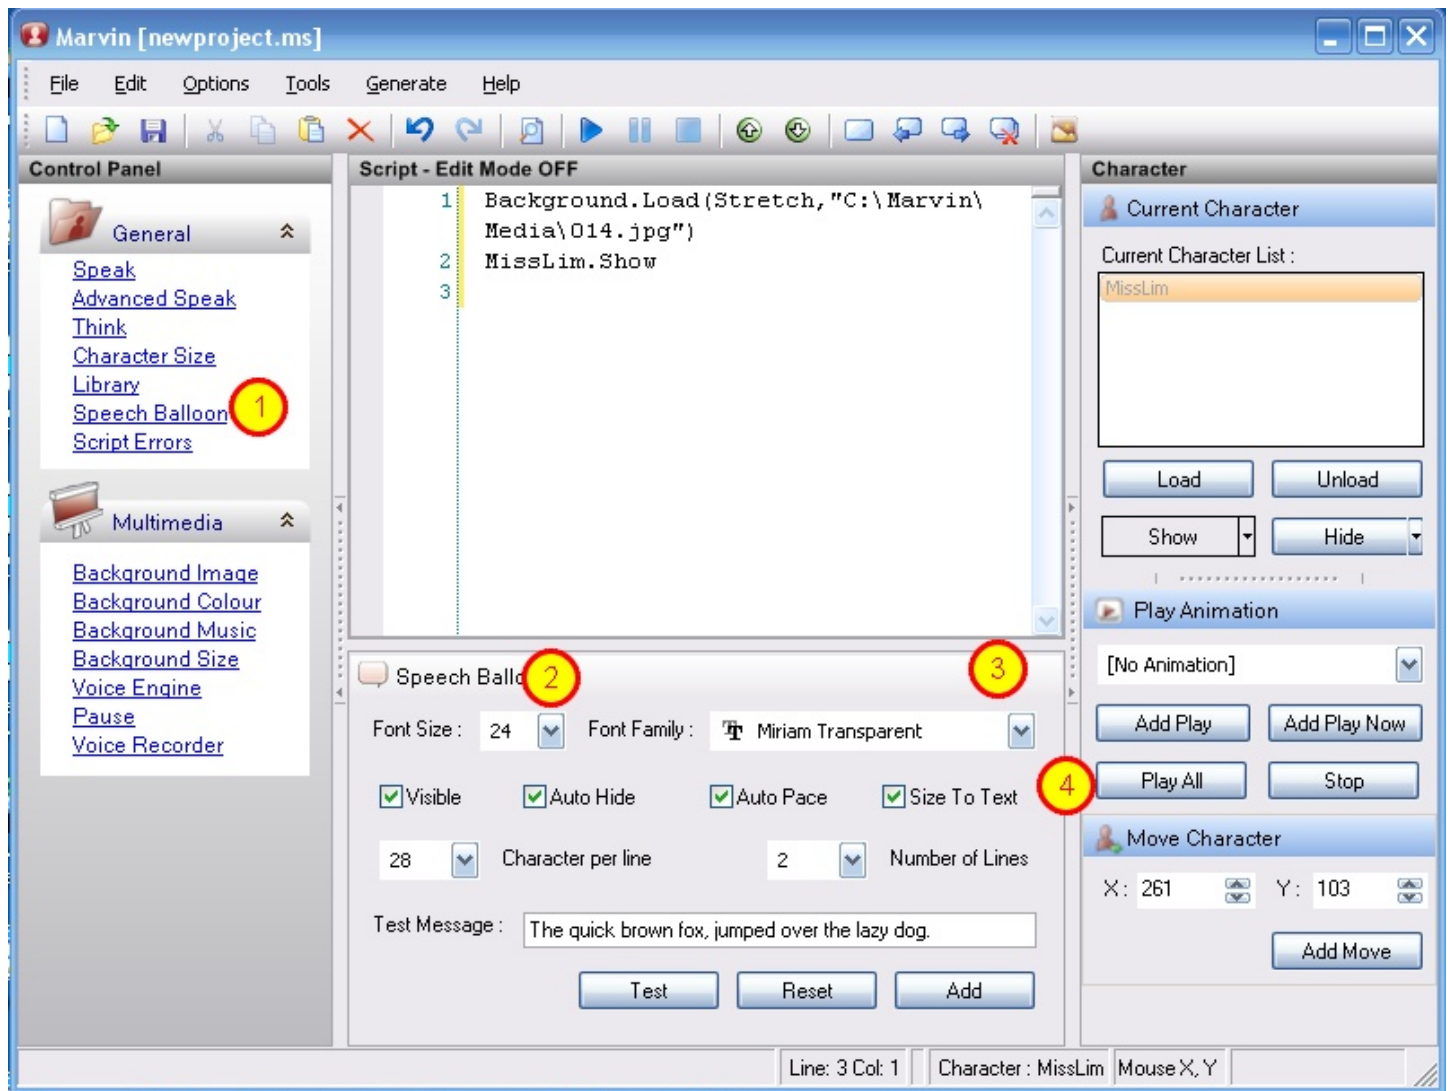 Marvin [newproject.ms]
File Edit Options Tools Generate Help
Control Panel
General
Speak
Advanced Speak
Think
Character Size
Library
Speech Balloon
1
Script Errors
Multimedia
Background Image
Background Colour
Background Music
Background Size
Voice Engine
Pause
Voice Recorder
Script - Edit Mode OFF
1 Background.Load(Stretch,"C:\Marvin\
Media\014.jpg")
2 MissLim.Show
3
Speech Ballo
2
3
Font Size : 24 Font Family : Miriam Transparent
Visible Auto Hide Auto Pace Size To Text
4
28 Character per line 2 Number of Lines
Test Message : The quick brown fox, jumped over the lazy dog.
Test Reset Add
Character
Current Character
Current Character List :
MissLim
Load Unload
Show Hide
Play Animation
[No Animation]
Add Play Add Play Now
Play All Stop
Move Character
X : 261 Y : 103
Add Move
Line: 3 Col: 1 Character : MissLim Mouse X, Y